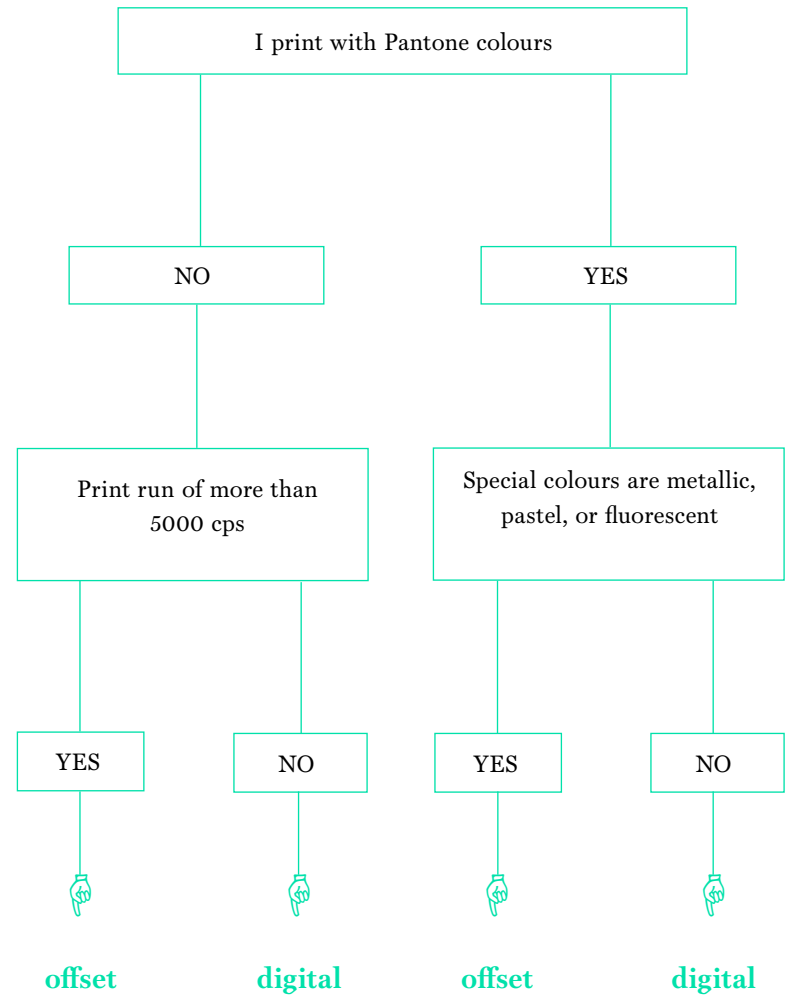 I print with Pantone colours
NO
YES
Print run of more than
5000 cps
Special colours are metallic,
pastel, or fluorescent
YES
NO
YES
NO
offset
digital
offset
digital